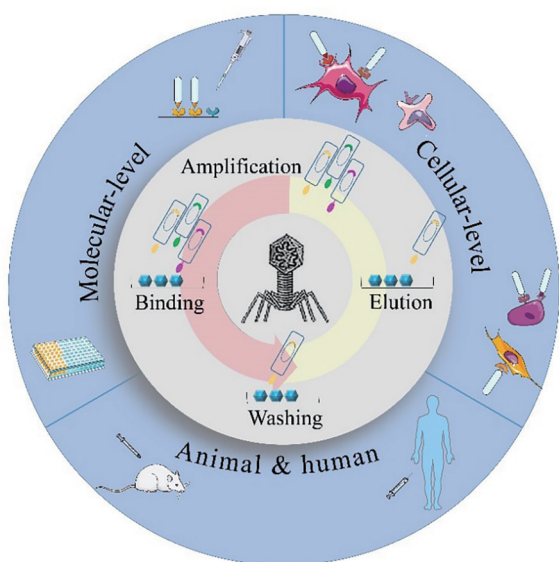 Molecular-level
Cellular-level
Amplification
Binding
Elution
Washing
Animal & human